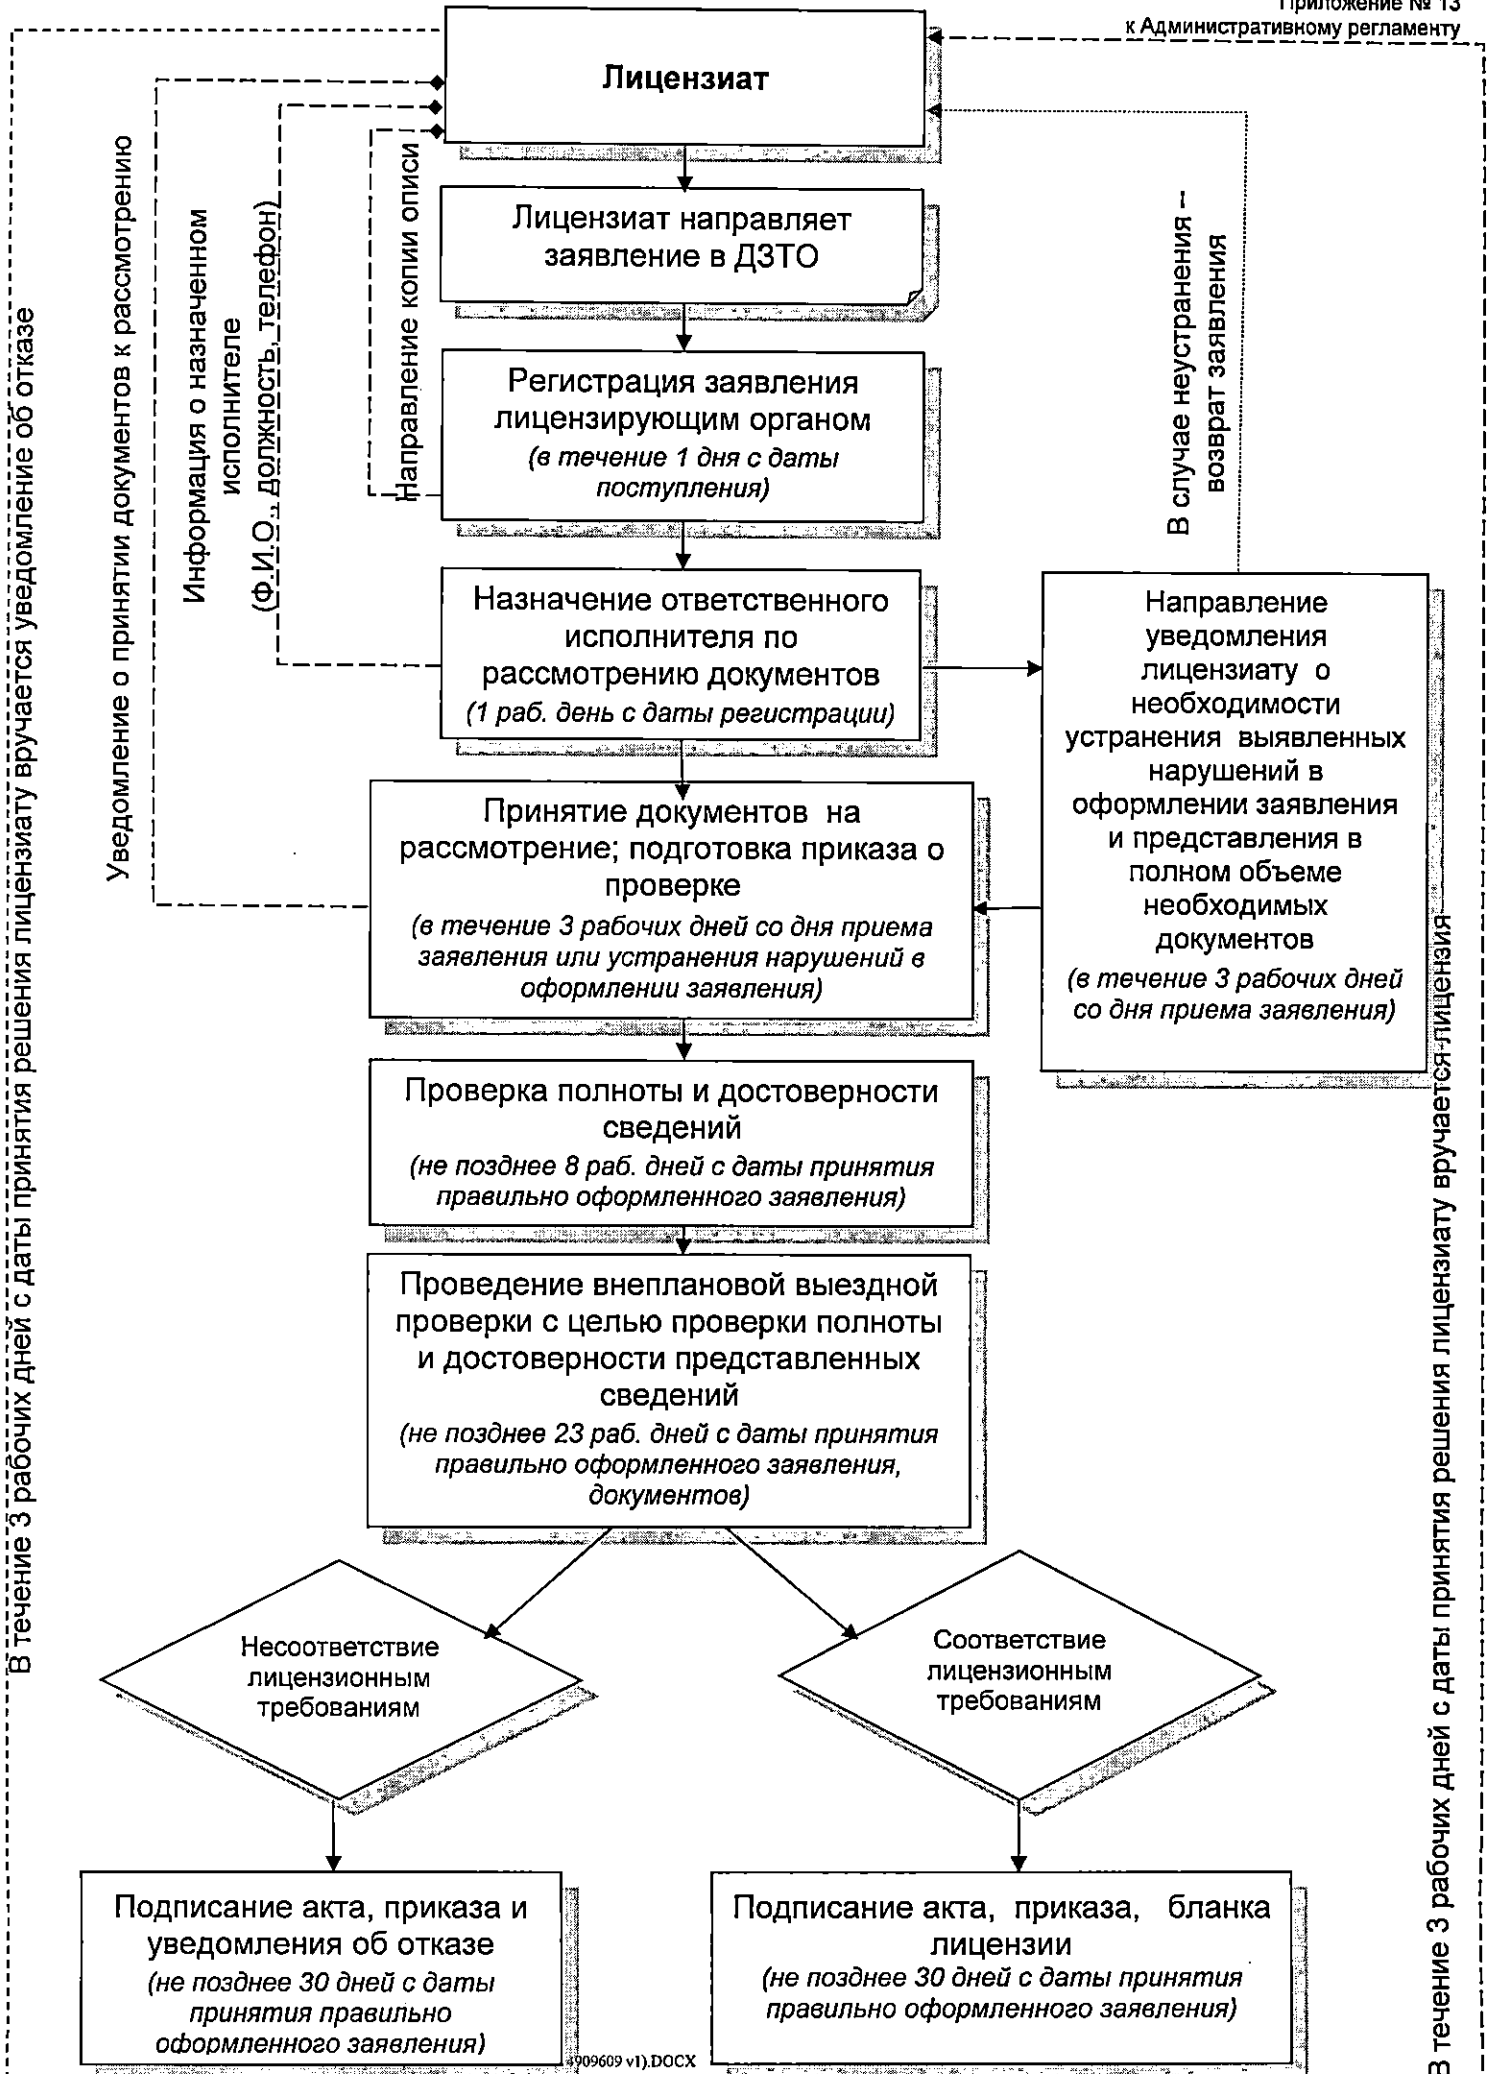 Приложение № 13
к Административному регламенту
Лицензиат
Лицензиат направляет
заявление в ДЗТО
Регистрация заявления
лицензирующим органом
(в течение 1 дня с даты
поступления)
Назначение ответственного
исполнителя по
рассмотрению документов
(1 раб. день с даты регистрации)
Направление
уведомления
лицензиату о
необходимости
устранения выявленных
нарушений в
оформлении заявления
и представления в
полном объеме
необходимых
документов
(в течение 3 рабочих дней
со дня приема заявления)
Принятие документов на
рассмотрение; подготовка приказа о
проверке
(в течение 3 рабочих дней со дня приема
заявления или устранения нарушений в
оформлении заявления)
Проверка полноты и достоверности
сведений
(не позднее 8 раб. дней с даты принятия
правильно оформленного заявления)
Проведение внеплановой выездной
проверки с целью проверки полноты
и достоверности представленных
сведений
(не позднее 23 раб. дней с даты принятия
правильно оформленного заявления,
документов)
Несоответствие
лицензионным
требованиям
Соответствие
лицензионным
требованиям
Подписание акта, приказа и
уведомления об отказе
(не позднее 30 дней с даты
принятия правильно
оформленного заявления)
Подписание акта, приказа, бланка
лицензии
(не позднее 30 дней с даты принятия
правильно оформленного заявления)
В течение 3 рабочих дней с даты принятия решения лицензиату вручается уведомление об отказе
Уведомление о принятии документов к рассмотрению
Информация о назначенном
исполнителе
(Ф.И.О., должность, телефон)
Направление копии описи
В случае неустранения –
возврат заявления
В течение 3 рабочих дней с даты принятия решения лицензиату вручается лицензия
4909609 v1).DOCX